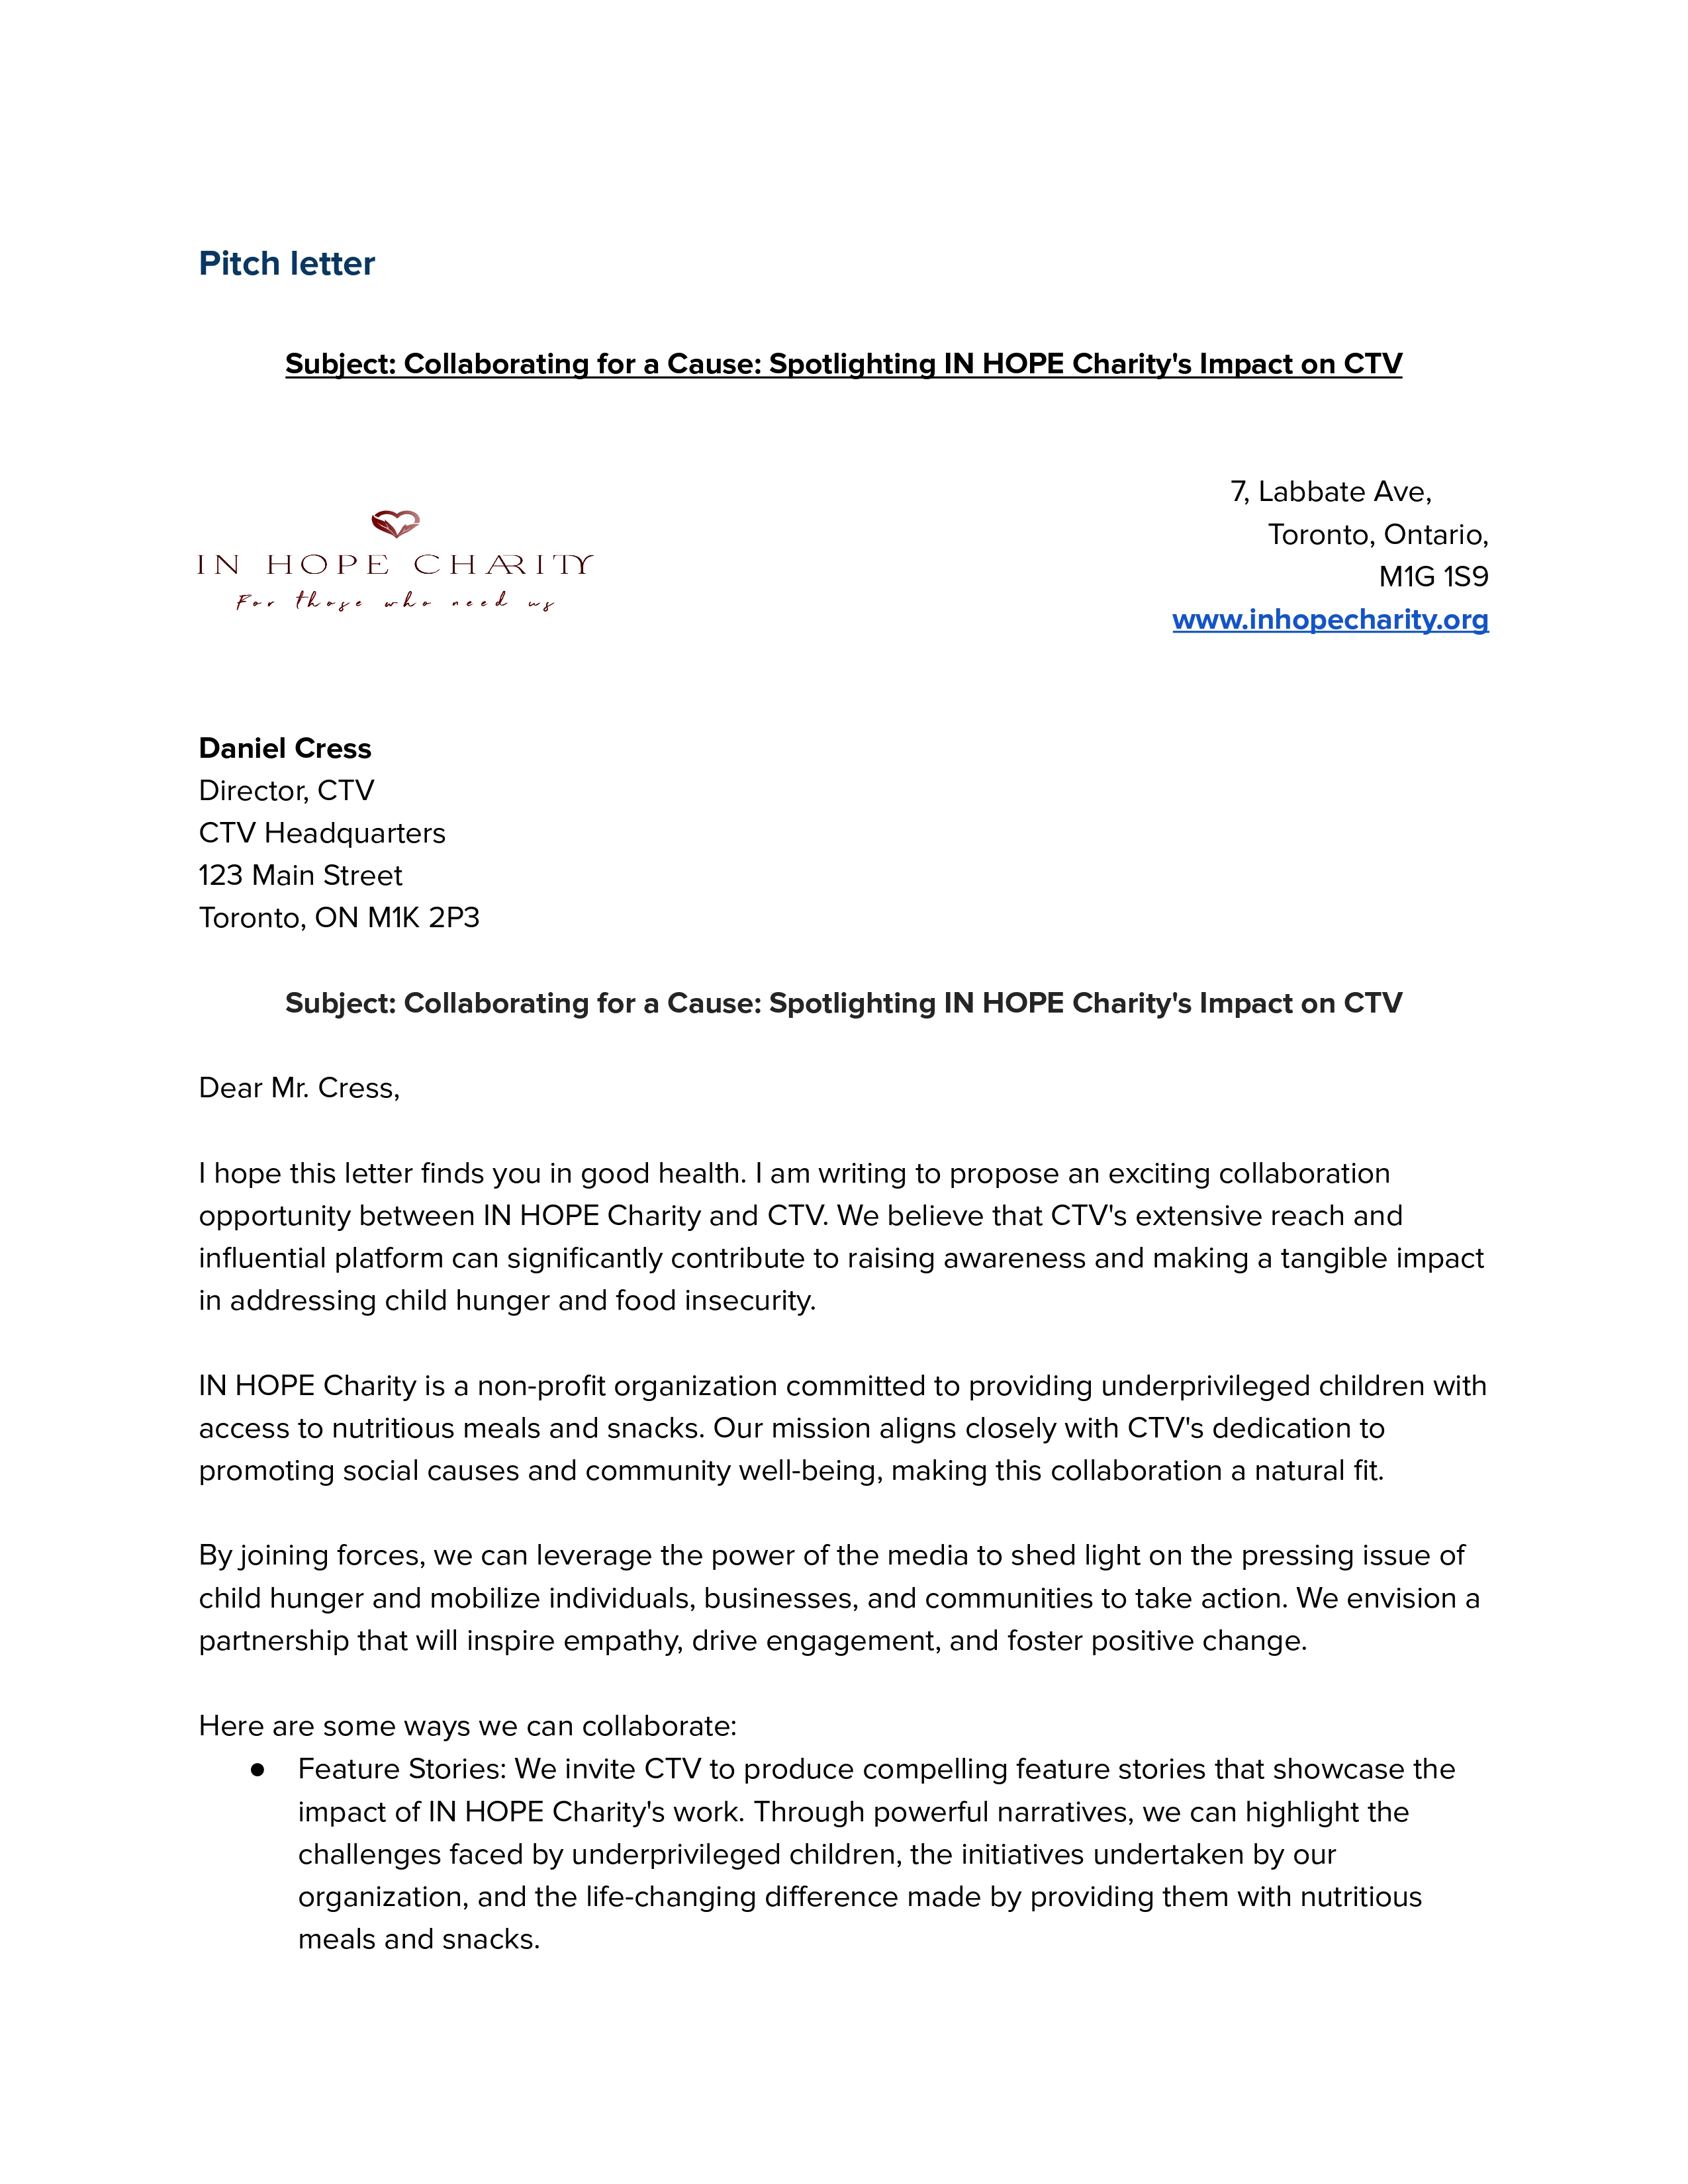 Pitch letter
Subject: Collaborating for a Cause: Spotlighting IN HOPE Charity's Impact on CTV
7, Labbate Ave,
Toronto, Ontario,
M1G 1S9
www.inhopecharity.org
IN HOPE CHARITY
For those who need us
Daniel Cress
Director, CTV
CTV Headquarters
123 Main Street
Toronto, ON M1K 2P3
Subject: Collaborating for a Cause: Spotlighting IN HOPE Charity's Impact on CTV
Dear Mr. Cress,
I hope this letter finds you in good health. I am writing to propose an exciting collaboration
opportunity between IN HOPE Charity and CTV. We believe that CTV's extensive reach and
influential platform can significantly contribute to raising awareness and making a tangible impact
in addressing child hunger and food insecurity.
IN HOPE Charity is a non-profit organization committed to providing underprivileged children with
access to nutritious meals and snacks. Our mission aligns closely with CTV's dedication to
promoting social causes and community well-being, making this collaboration a natural fit.
By joining forces, we can leverage the power of the media to shed light on the pressing issue of
child hunger and mobilize individuals, businesses, and communities to take action. We envision a
partnership that will inspire empathy, drive engagement, and foster positive change.
Here are some ways we can collaborate:
● Feature Stories: We invite CTV to produce compelling feature stories that showcase the
impact of IN HOPE Charity's work. Through powerful narratives, we can highlight the
challenges faced by underprivileged children, the initiatives undertaken by our
organization, and the life-changing difference made by providing them with nutritious
meals and snacks.